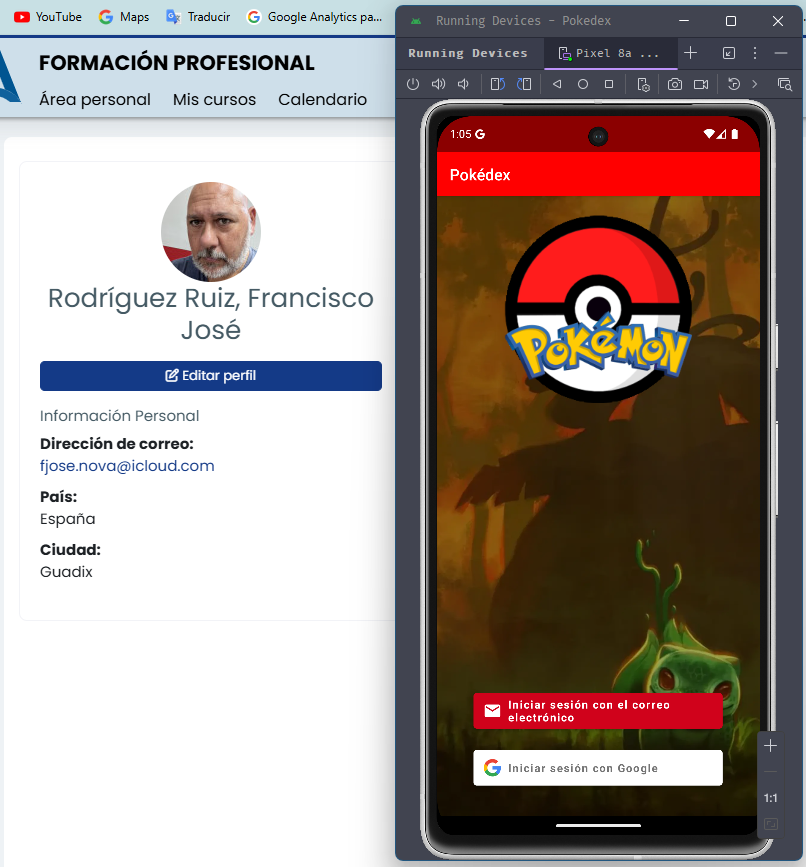 YouTube
Maps
Traducir
Google Analytics pa...
FORMACIÓN PROFESIONAL
Área personal
Mis cursos
Calendario
Rodríguez Ruiz, Francisco
José
Editar perfil
Información Personal
Dirección de correo:
fjose.nova@icloud.com
País:
España
Ciudad:
Guadix
Running Devices - Pokedex
Running Devices
Pixel 8a ...
1:05
Pokédex
POKéMON
Iniciar sesión con el correo
electrónico
Iniciar sesión con Google
1:1